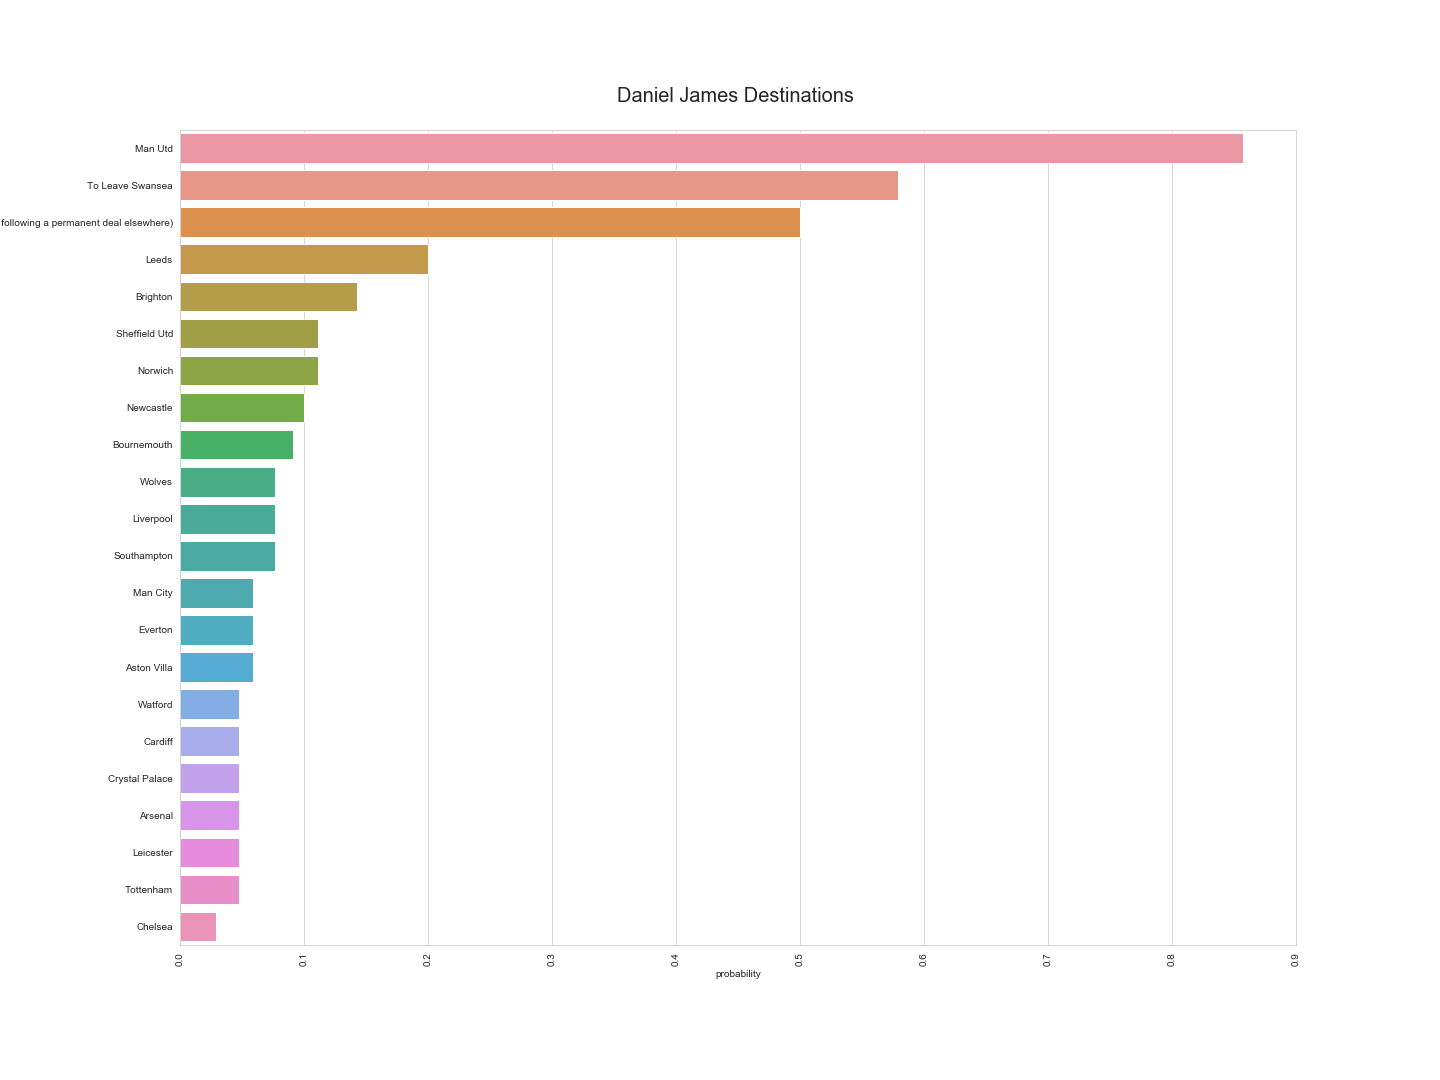 Daniel James Destinations
Man Utd
To Leave Swansea
following a permanent deal elsewhere)
Leeds
Brighton
Sheffield Utd
Norwich
Newcastle
Bournemouth
Wolves
Liverpool
Southampton
Man City
Everton
Aston Villa
Watford
Cardiff
Crystal Palace
Arsenal
Leicester
Tottenham
Chelsea
0.0 0.1 0.2 0.3 0.4 0.5 0.6 0.7 0.8 0.9
probability